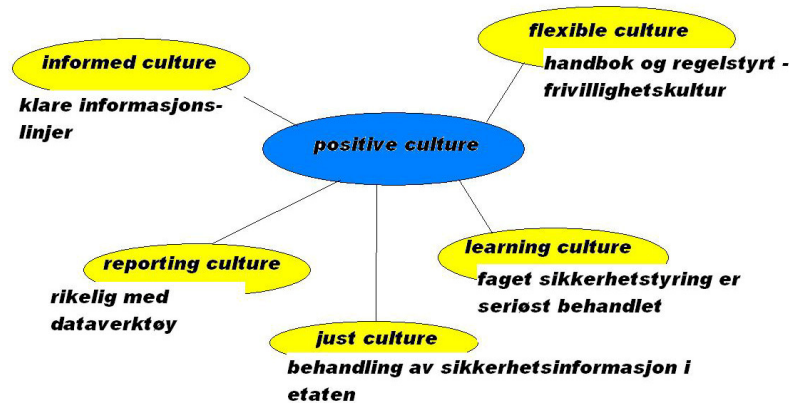 flexible culture
handbok og regelstyrt -
frivillighetskultur
informed culture
klare informasjons-
linjer
positive culture
learning culture
faget sikkerhetstyring er
seriøst behandlet
reporting culture
rikelig med
dataverktøy
just culture
behandling av sikkerhetsinformasjon i
etaten